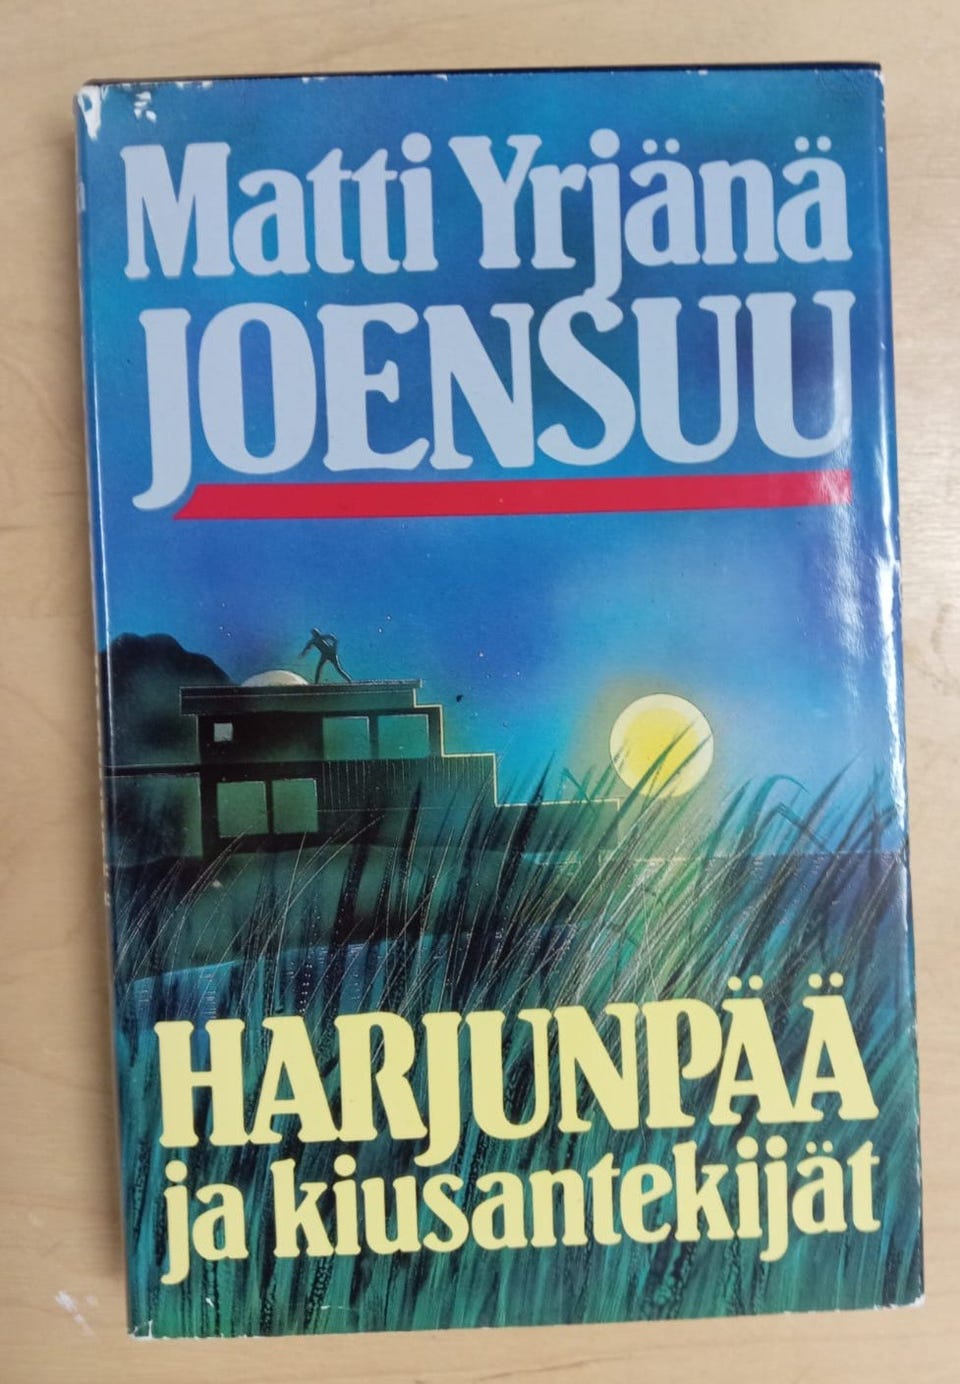 Matti Yrjänä
JOENSUU
HARJUNPÄÄ
ja kiusantekijät